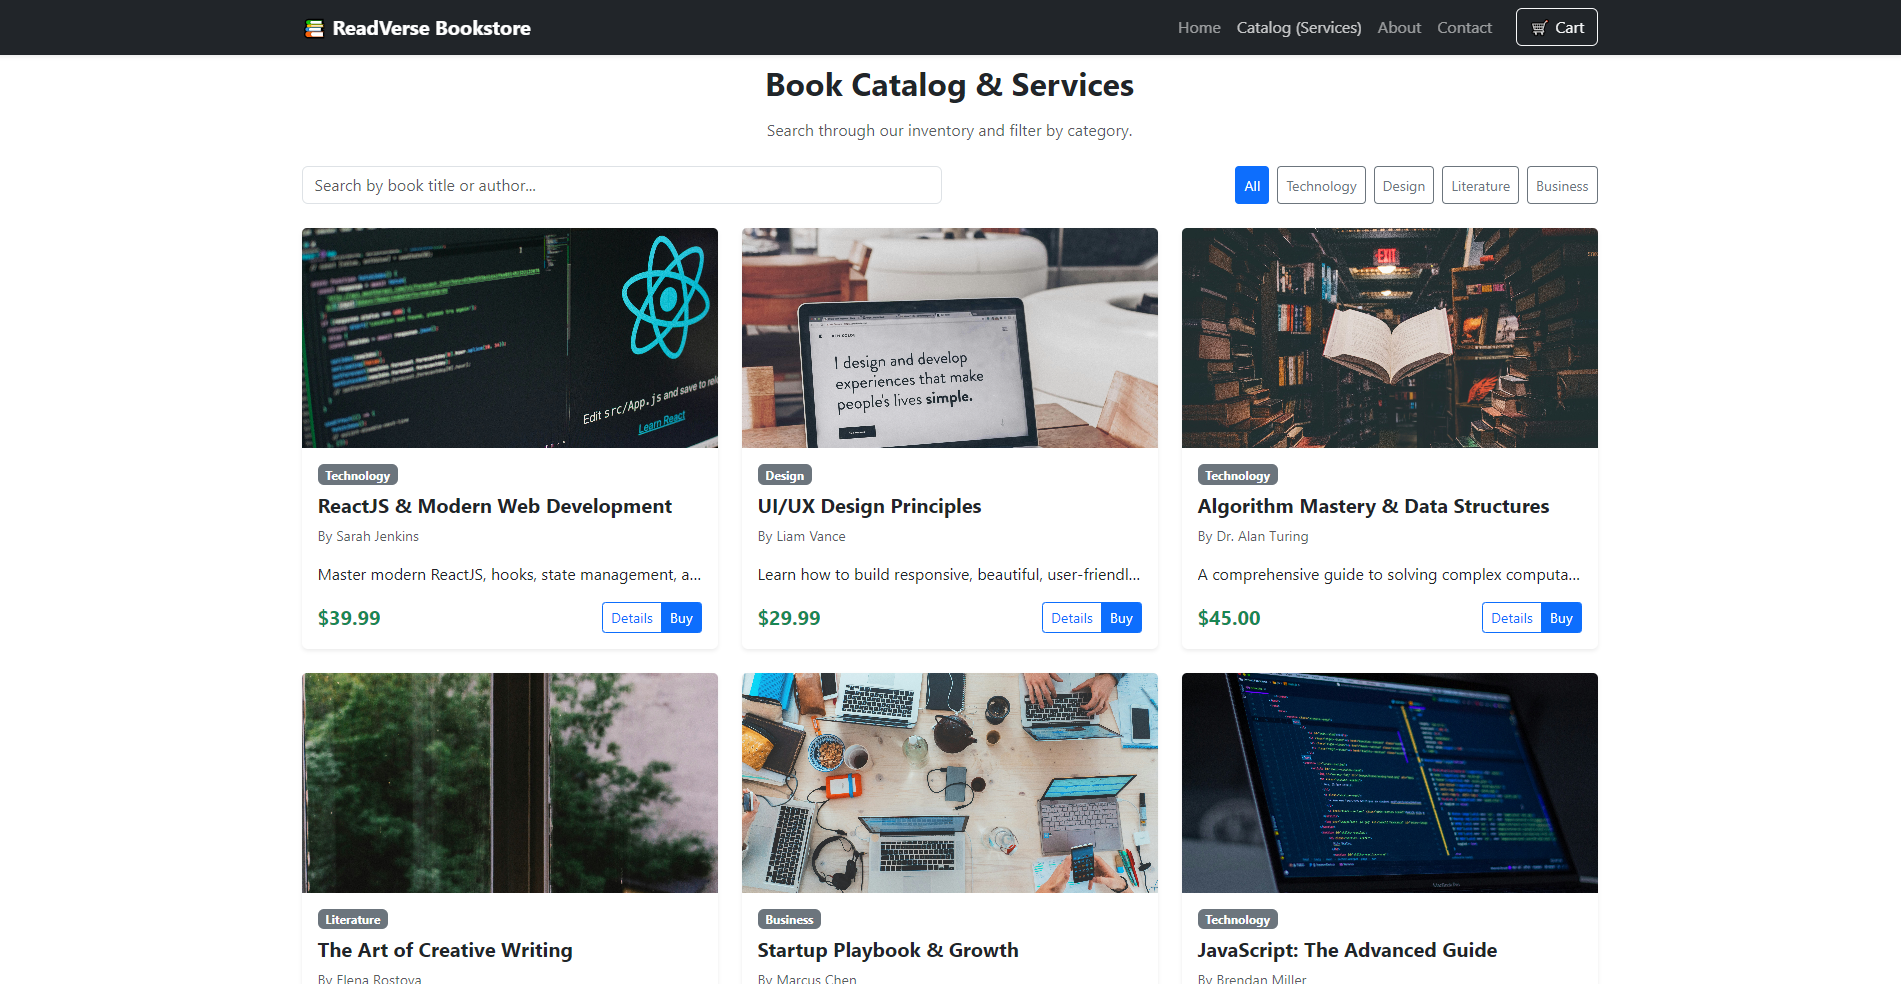 ReadVerse Bookstore
Home
Catalog (Services)
About
Contact
Cart
Book Catalog & Services
Search through our inventory and filter by category.
Search by book title or author...
All
Technology
Design
Literature
Business
EXIT
I design and develop
experiences that make
people's lives simple.
Edit src/App.js and save to
Learn React
Technology
Design
Technology
ReactJS & Modern Web Development
UI/UX Design Principles
Algorithm Mastery & Data Structures
By Sarah Jenkins
By Liam Vance
By Dr. Alan Turing
Master modern ReactJS, hooks, state management, a...
Learn how to build responsive, beautiful, user-friendl...
A comprehensive guide to solving complex computa...
$39.99
Details
Buy
$29.99
Details
Buy
$45.00
Details
Buy
Literature
Business
Technology
The Art of Creative Writing
Startup Playbook & Growth
JavaScript: The Advanced Guide
By Elena Rostova
By Marcus Chen
By Brendan Miller